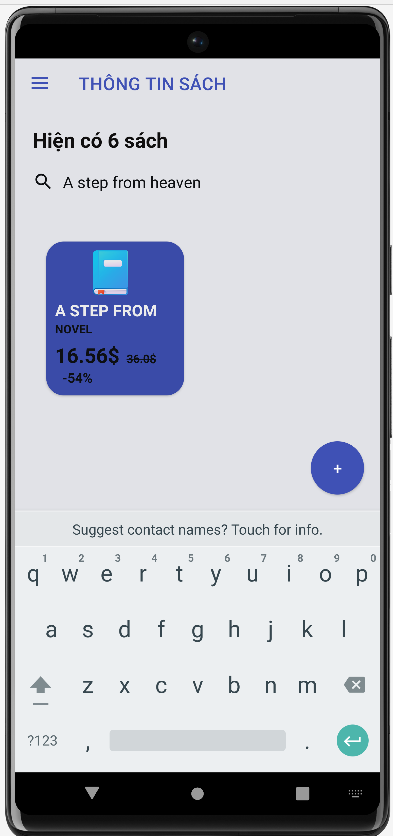 THÔNG TIN SÁCH
Hiện có 6 sách
A step from heaven
A STEP FROM
NOVEL
16.56$ 36.0$
-54%
+
Suggest contact names? Touch for info.
1 2 3 4 5 6 7 8 9 0
q w e r t y u i o p
a s d f g h j k l
z x c v b n m
?123 , .